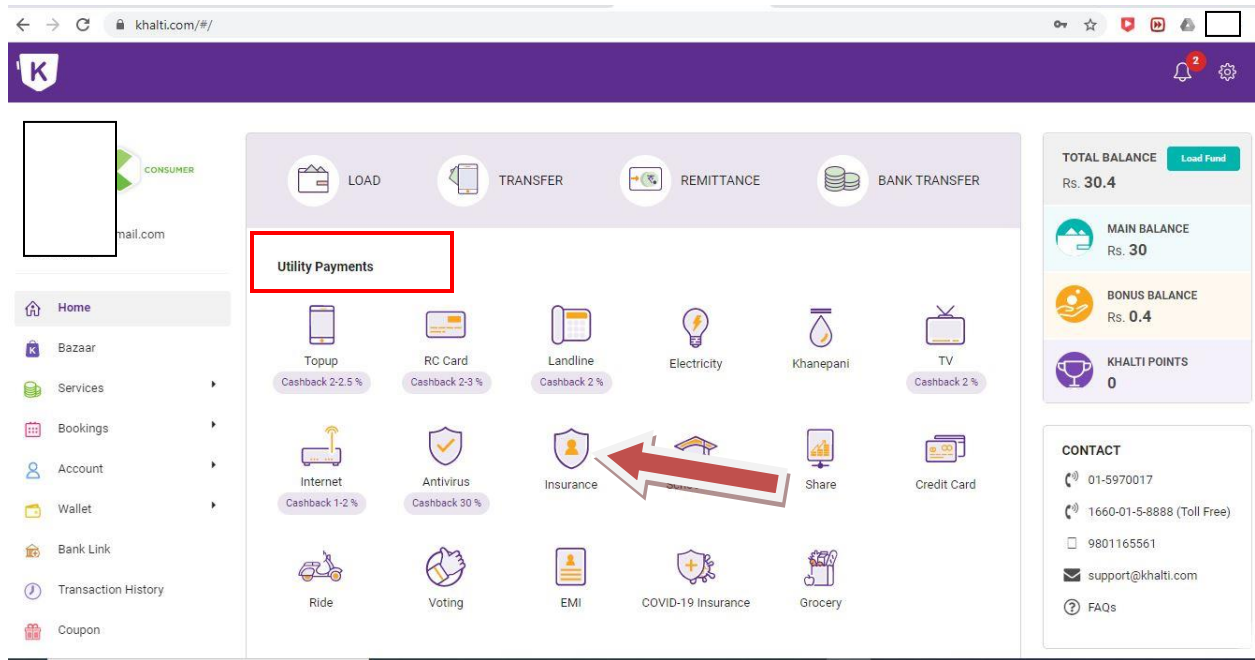 khalti.com/#/
K
2
CONSUMER
mail.com
Home
Bazaar
Services
Bookings
Account
Wallet
Bank Link
Transaction History
Coupon
LOAD
TRANSFER
REMITTANCE
BANK TRANSFER
Utility Payments
Topup
Cashback 2-2.5 %
RC Card
Cashback 2-3 %
Landline
Cashback 2 %
Electricity
Khanepani
TV
Cashback 2 %
Internet
Cashback 1-2 %
Antivirus
Cashback 30 %
Insurance
Share
Credit Card
Ride
Voting
EMI
COVID-19 Insurance
Grocery
TOTAL BALANCE
Load Fund
Rs. 30.4
MAIN BALANCE
Rs. 30
BONUS BALANCE
Rs. 0.4
KHALTI POINTS
0
CONTACT
01-5970017
1660-01-5-8888 (Toll Free)
9801165561
support@khalti.com
FAQs